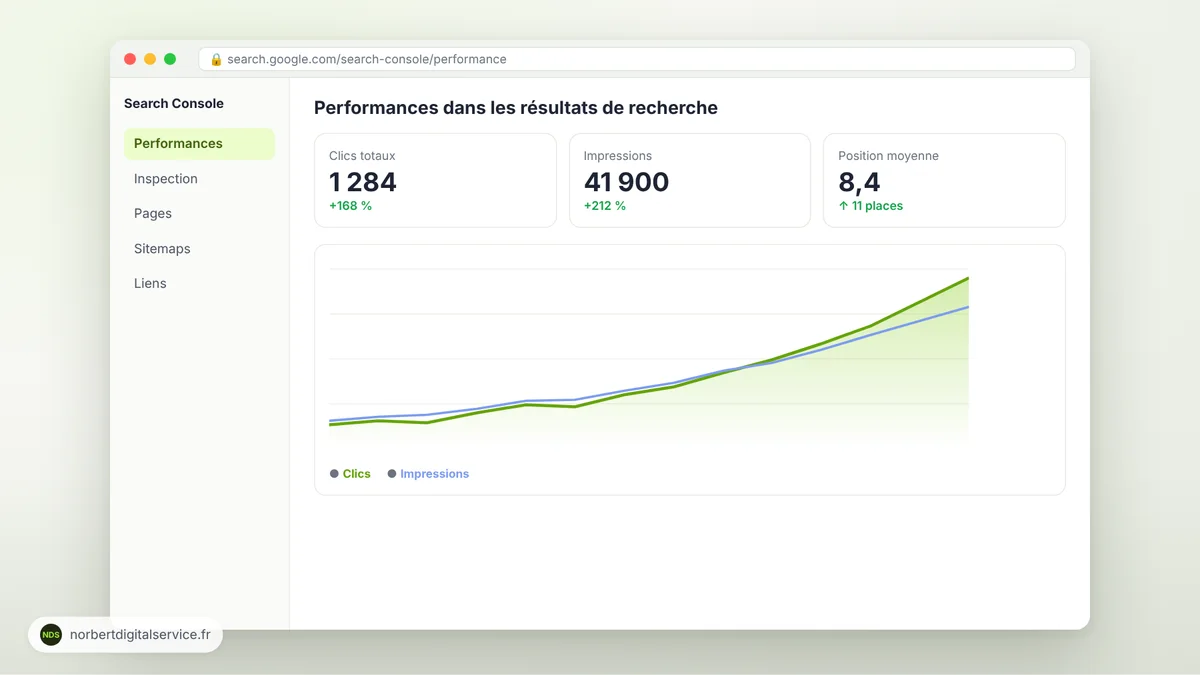 🔒 search.google.com/search-console/performance
Search Console
Performances
Inspection
Pages
Sitemaps
Liens
Performances dans les résultats de recherche
Clics totaux
1 284
+168 %
Impressions
41 900
+212 %
Position moyenne
8,4
↑ 11 places
Clics
Impressions
NDS norbertdigitalservice.fr